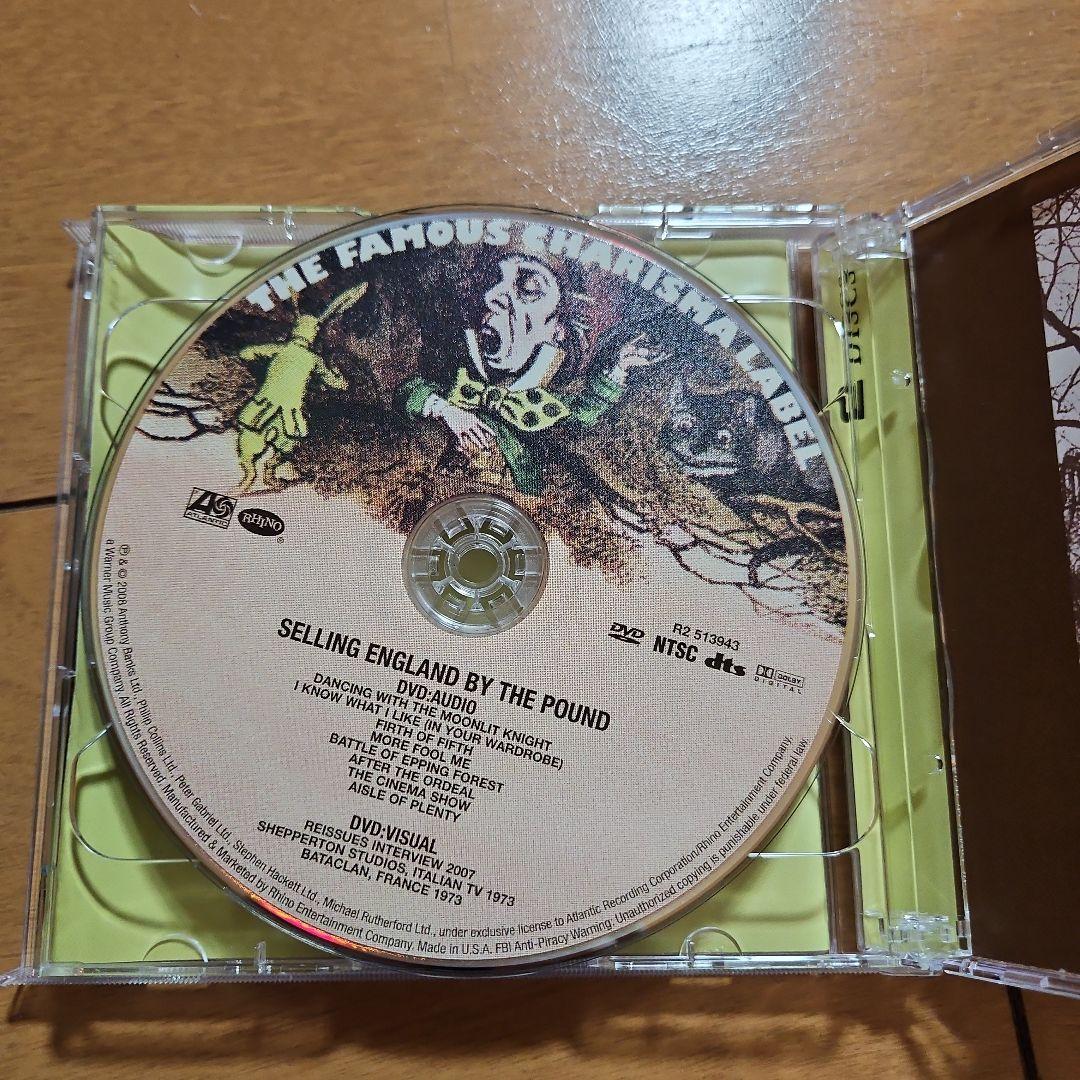 THE FAMOUS CHARISMA LABEL
2 DISCS
ATLANTIC
RHINO
®
SELLING ENGLAND BY THE POUND
DVD:AUDIO
DANCING WITH THE MOONLIT KNIGHT
I KNOW WHAT I LIKE (IN YOUR WARDROBE)
FIRTH OF FIFTH
MORE FOOL ME
BATTLE OF EPPING FOREST
AFTER THE ORDEAL
THE CINEMA SHOW
AISLE OF PLENTY
DVD:VISUAL
REISSUES INTERVIEW 2007
SHEPPERTON STUDIOS, ITALIAN TV 1973
BATACLAN, FRANCE 1973
R2 513943
DVD NTSC dts DOLBY
DIGITAL
℗ & © 2008 Anthony Banks Ltd., Philip Collins Ltd., Peter Gabriel Ltd., Stephen Hackett Ltd., Michael Rutherford Ltd., under exclusive license to Atlantic Recording Corporation/Rhino Entertainment Company,
a Warner Music Group Company. All Rights Reserved. Manufactured & Marketed by Rhino Entertainment Company. Made in U.S.A. FBI Anti-Piracy Warning: Unauthorized copying is punishable under federal law.